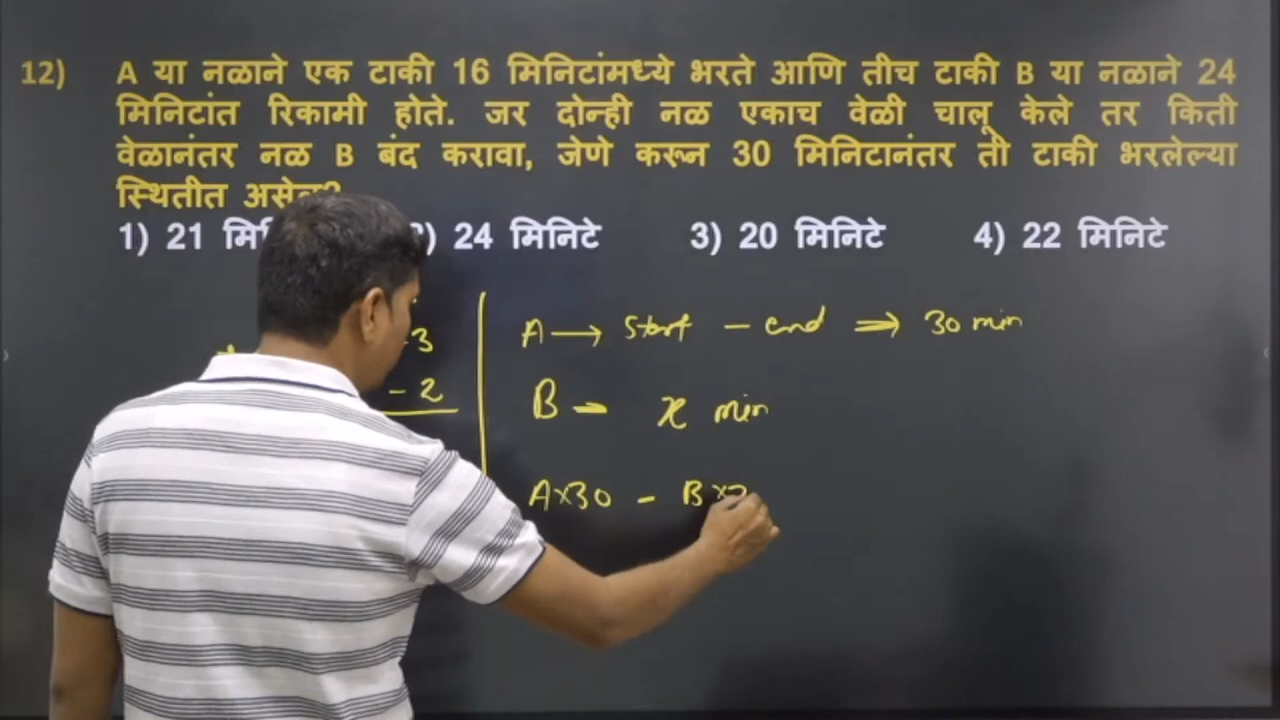 12) A या नळाने एक टाकी 16 मिनिटांमध्ये भरते आणि तीच टाकी B या नळाने 24
मिनिटांत रिकामी होते. जर दोन्ही नळ एकाच वेळी चालू केले तर किती
वेळानंतर नळ B बंद करावा, जेणे करून 30 मिनिटानंतर ती टाकी भरलेल्या
स्थितीत
1) 21 24 मिनिटे 3) 20 मिनिटे 4) 22 मिनिटे
A → start – end ⇒ 30 min
3
B → x min
- 2
A×30 - B×